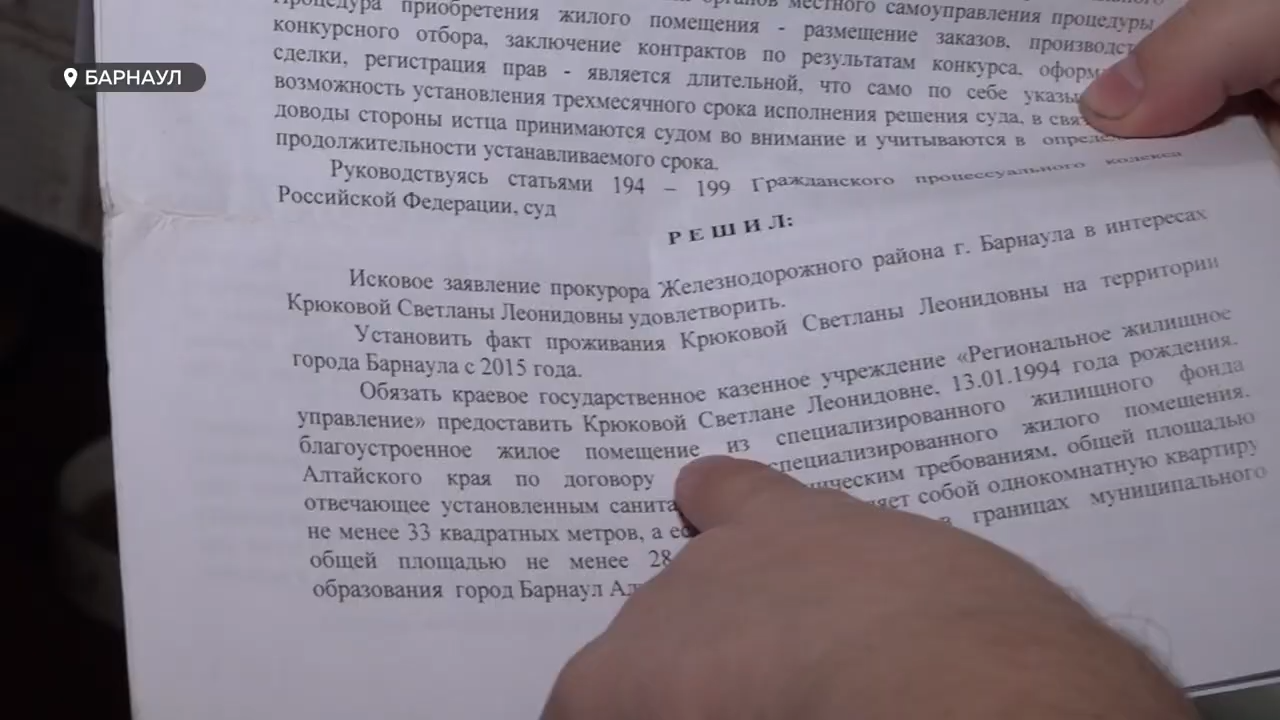 БАРНАУЛ
органов местного самоуправления процедуры
Процедура приобретения жилого помещения - размещение заказов,
конкурсного отбора, заключение контрактов по результатам конкурса,
сделки, регистрация прав - является длительной, что само по себе
возможность установления трехмесячного срока исполнения решения суда, в
доводы стороны истца принимаются судом во внимание и учитываются в
продолжительности устанавливаемого срока.
Руководствуясь статьями 194 – 199 Гражданского процессуального кодекса
Российской Федерации, суд
Р Е Ш И Л:
Исковое заявление прокурора Железнодорожного района г. Барнаула в интересах
Крюковой Светланы Леонидовны удовлетворить.
Установить факт проживания Крюковой Светланы Леонидовны на территории
города Барнаула с 2015 года.
Обязать краевое государственное казенное учреждение «Региональное жилищное
управление» предоставить Крюковой Светлане Леонидовне, 13.01.1994 года рождения.
благоустроенное жилое помещение из специализированного жилищного фонда
Алтайского края по договору специализированного жилого помещения.
отвечающее установленным требованиям, общей площадью
не менее 33 квадратных метров, а собой однокомнатную квартиру
общей площадью не менее 28 в границах муниципального
образования город Барнаул